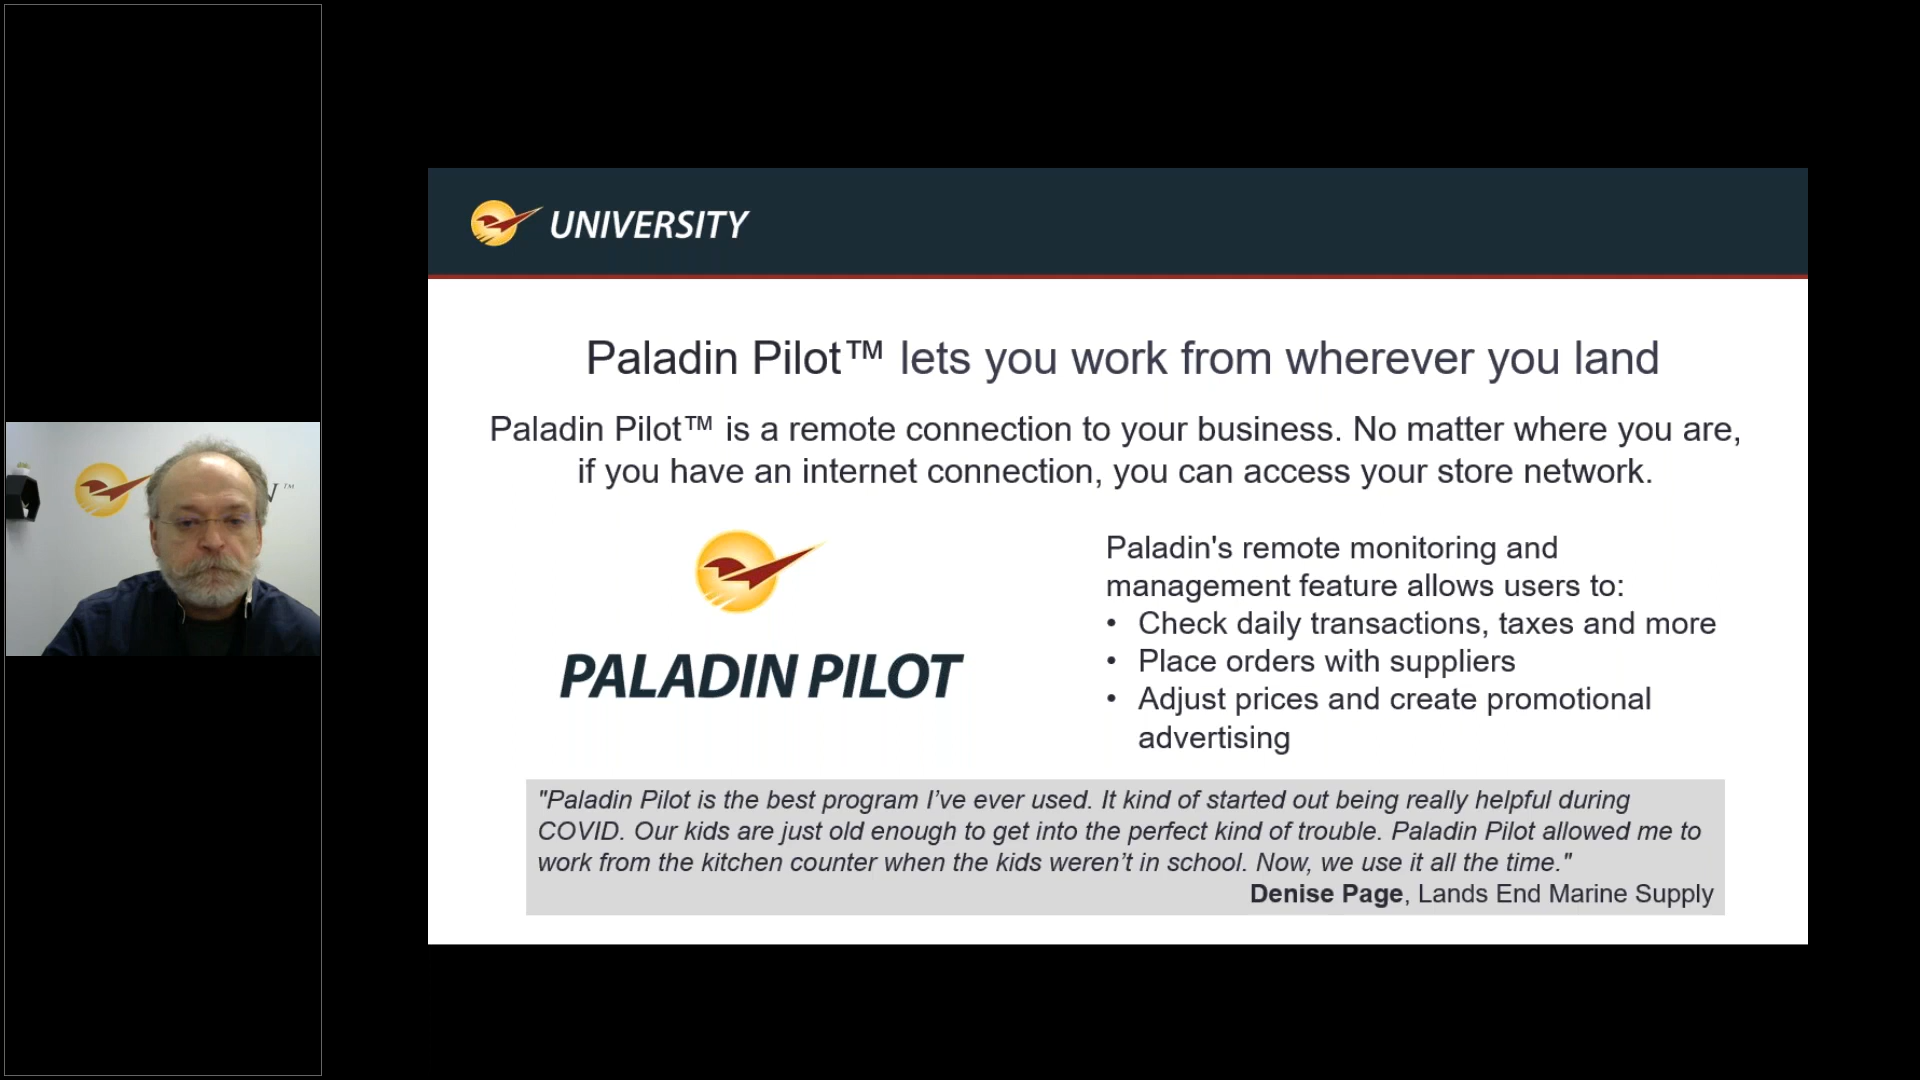 UNIVERSITY
Paladin Pilot™ lets you work from wherever you land
Paladin Pilot™ is a remote connection to your business. No matter where you are,
if you have an internet connection, you can access your store network.
PALADIN PILOT
Paladin's remote monitoring and
management feature allows users to:
• Check daily transactions, taxes and more
• Place orders with suppliers
• Adjust prices and create promotional
advertising
"Paladin Pilot is the best program I’ve ever used. It kind of started out being really helpful during
COVID. Our kids are just old enough to get into the perfect kind of trouble. Paladin Pilot allowed me to
work from the kitchen counter when the kids weren’t in school. Now, we use it all the time."
Denise Page, Lands End Marine Supply